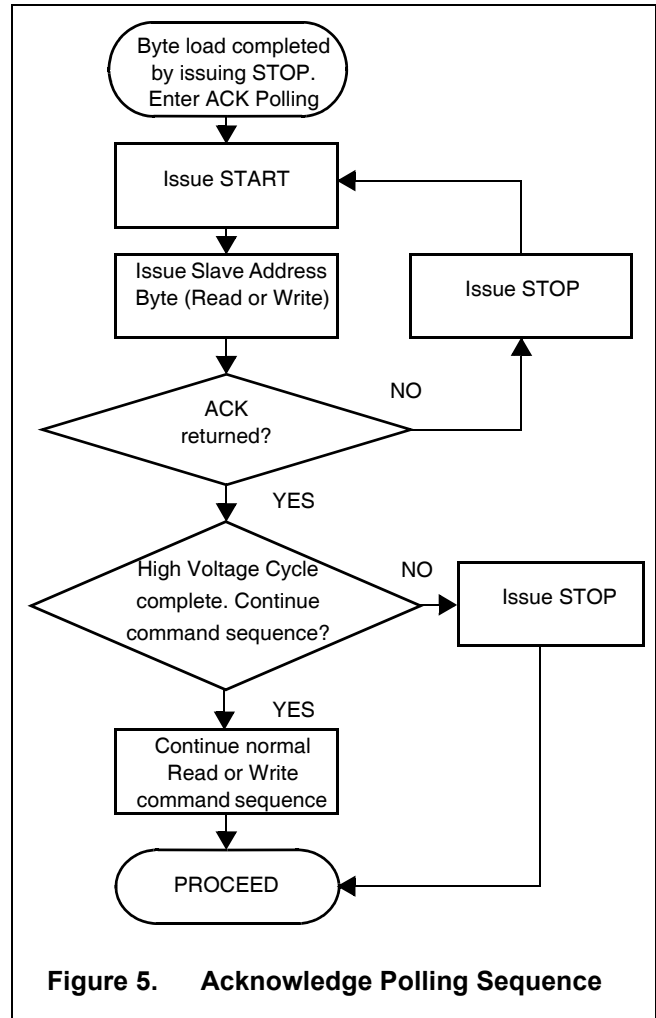 Byte load completed
by issuing STOP.
Enter ACK Polling
Issue START
Issue Slave Address
Byte (Read or Write)
Issue STOP
ACK
returned?
NO
YES
High Voltage Cycle
complete. Continue
command sequence?
NO
Issue STOP
YES
Continue normal
Read or Write
command sequence
PROCEED
Figure 5. Acknowledge Polling Sequence